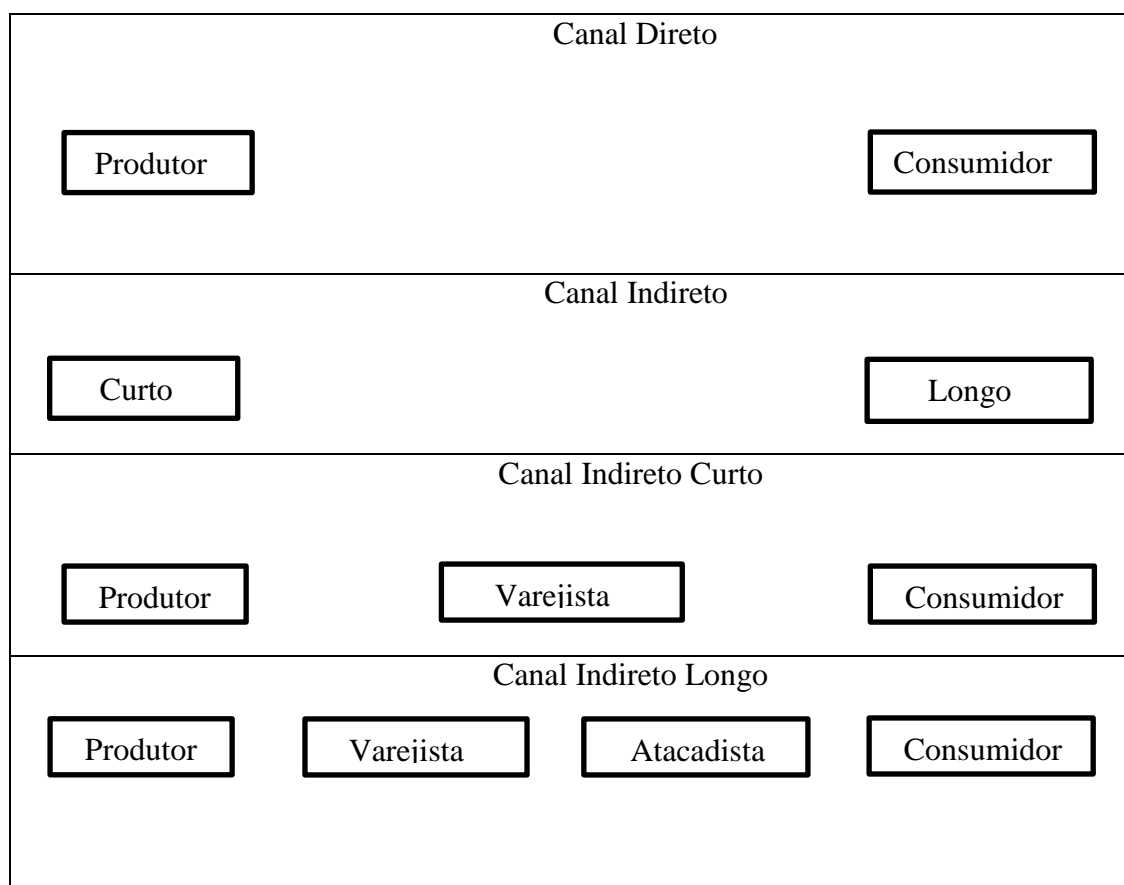 Canal Direto
Produtor Consumidor
Canal Indireto
Curto Longo
Canal Indireto Curto
Produtor Varejista Consumidor
Canal Indireto Longo
Produtor Varejista Atacadista Consumidor